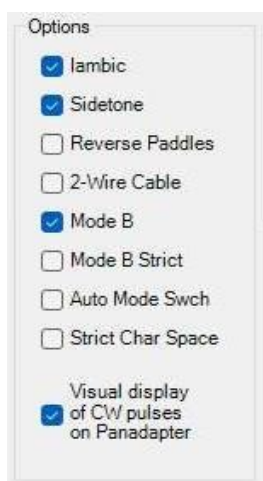 Options
Iambic
Sidetone
Reverse Paddles
2-Wire Cable
Mode B
Mode B Strict
Auto Mode Swch
Strict Char Space
Visual display
of CW pulses
on Panadapter